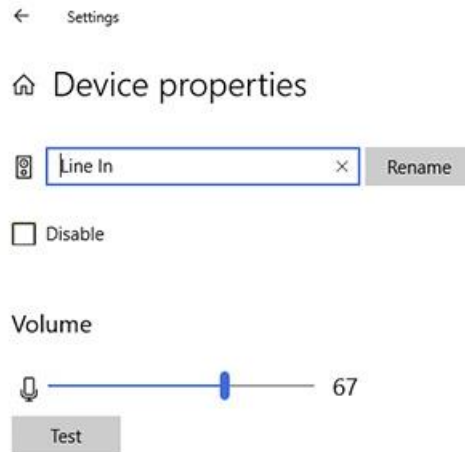 Settings
Device properties
Line In
Rename
Disable
Volume
67
Test